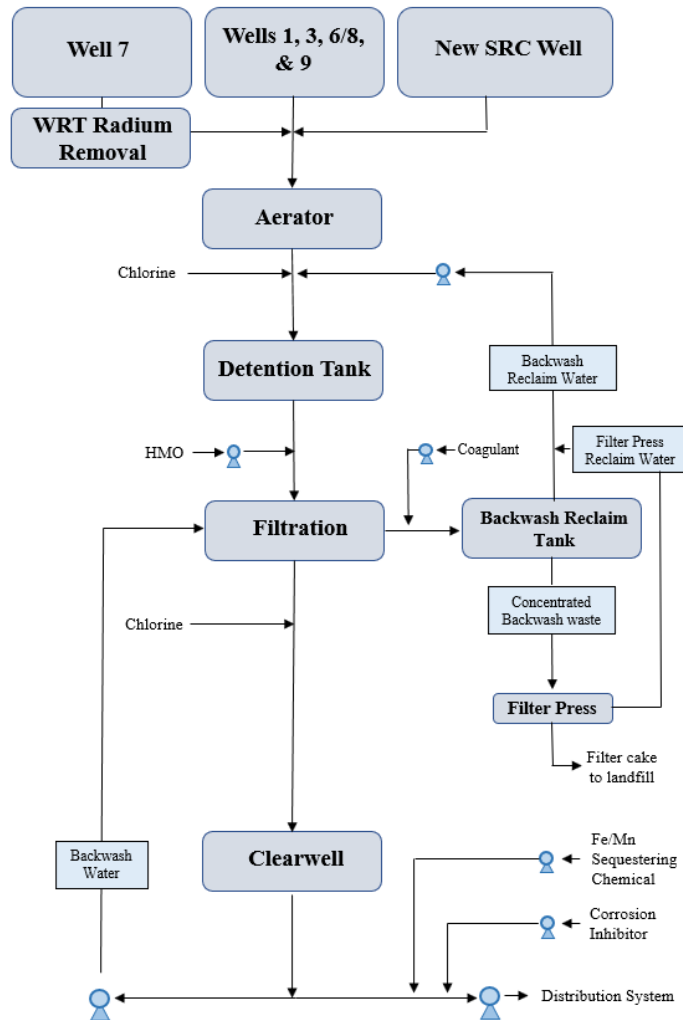 Well 7
Wells 1, 3, 6/8,
& 9
New SRC Well
WRT Radium
Removal
Aerator
Chlorine
Backwash
Reclaim Water
Detention Tank
Filter Press
Reclaim Water
HMO
Coagulant
Filtration
Backwash Reclaim
Tank
Concentrated
Backwash waste
Chlorine
Filter Press
Filter cake
to landfill
Clearwell
Backwash
Water
Fe/Mn
Sequestering
Chemical
Corrosion
Inhibitor
Distribution System